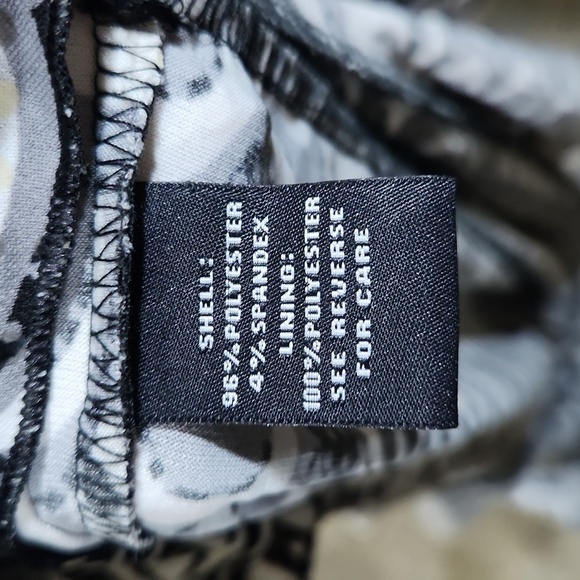 SHELL:
96% POLYESTER
4% SPANDEX
LINING:
100% POLYESTER
SEE REVERSE
FOR CARE